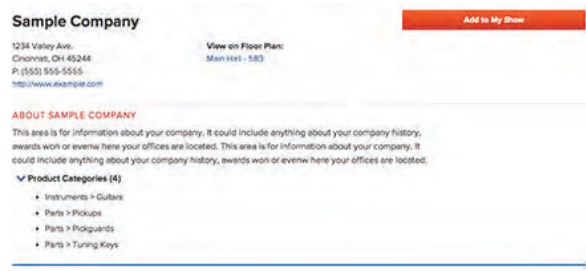 Sample Company
Add to My Show
1234 Valley Ave.
Cincinnati, OH 45244
P: (555) 555-5555
http://www.example.com
View on Floor Plan:
Main Hall - 583
ABOUT SAMPLE COMPANY
This area is for information about your company. It could include anything about your company history,
awards won or evenw here your offices are located. This area is for information about your company. It
could include anything about your company history, awards won or evenw here your offices are located.
Product Categories (4)
• Instruments > Guitars
• Parts > Pickups
• Parts > Pickguards
• Parts > Tuning Keys